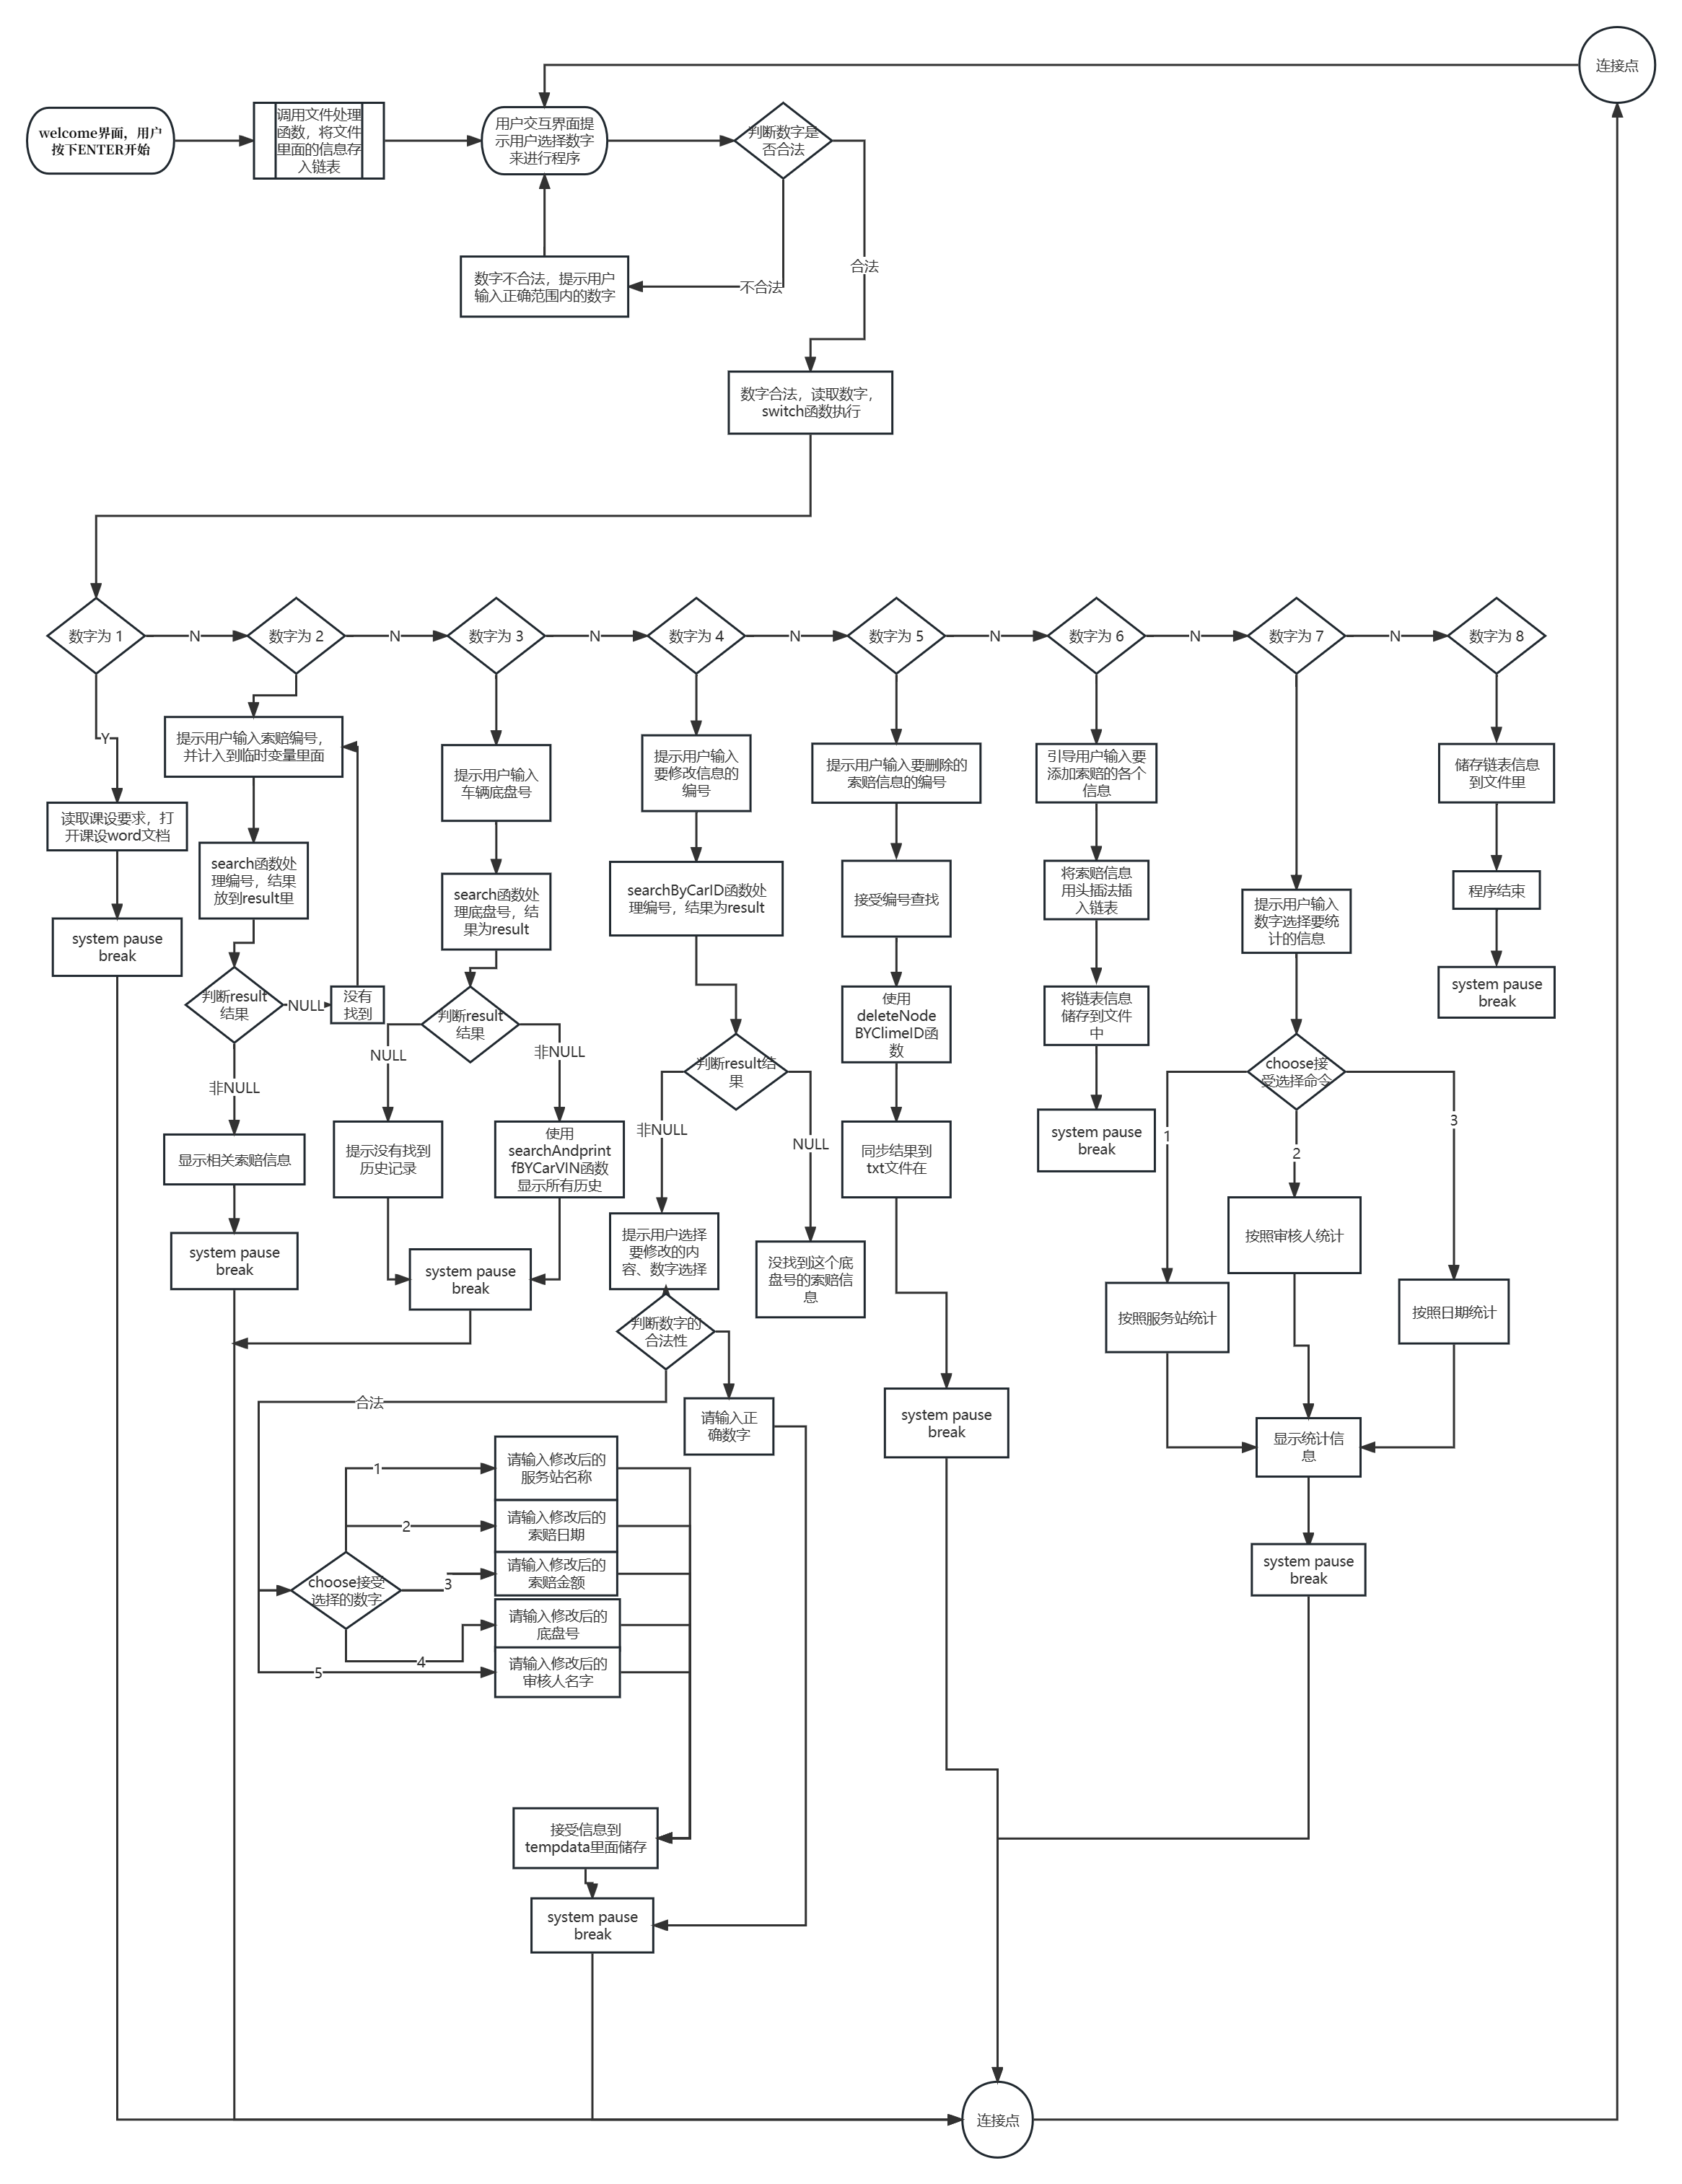 连接点
welcome界面，用户
按下ENTER开始
调用文件处理
函数，将文件
里面的信息存
入链表
用户交互界面提
示用户选择数字
来进行程序
判断数字是
否合法
数字不合法，提示用户
输入正确范围内的数字
不合法
合法
数字合法，读取数字，
switch函数执行
数字为 1
N
数字为 2
N
数字为 3
N
数字为 4
N
数字为 5
N
数字为 6
N
数字为 7
N
数字为 8
Y
读取课设要求，打
开课设word文档
system pause
break
提示用户输入索赔编号，
并计入到临时变量里面
search函数处
理编号，结果
放到result里
判断result
结果
NULL
没有
找到
非NULL
显示相关索赔信息
system pause
break
提示用户输入
车辆底盘号
search函数处
理底盘号，结
果为result
判断result
结果
NULL
非NULL
提示没有找到
历史记录
使用
searchAndprint
fBYCarVIN函数
显示所有历史
system pause
break
提示用户输入
要修改信息的
编号
searchByCarID函数处
理编号，结果为result
判断result结
果
非NULL
NULL
提示用户选择
要修改的内
容、数字选择
没找到这个底
盘号的索赔信
息
判断数字的
合法性
合法
请输入正
确数字
choose接受
选择的数字
1
请输入修改后的
服务站名称
2
请输入修改后的
索赔日期
3
请输入修改后的
索赔金额
4
请输入修改后的
底盘号
5
请输入修改后的
审核人名字
接受信息到
tempdata里面储存
system pause
break
提示用户输入要删除的
索赔信息的编号
接受编号查找
使用
deleteNode
BYClimeID函
数
同步结果到
txt文件在
system pause
break
引导用户输入要
添加索赔的各个
信息
将索赔信息
用头插法插
入链表
将链表信息
储存到文件
中
system pause
break
提示用户输入
数字选择要统
计的信息
choose接
受选择命令
1
2
3
按照服务站统计
按照审核人统计
按照日期统计
显示统计信
息
system pause
break
储存链表信息
到文件里
程序结束
system pause
break
连接点